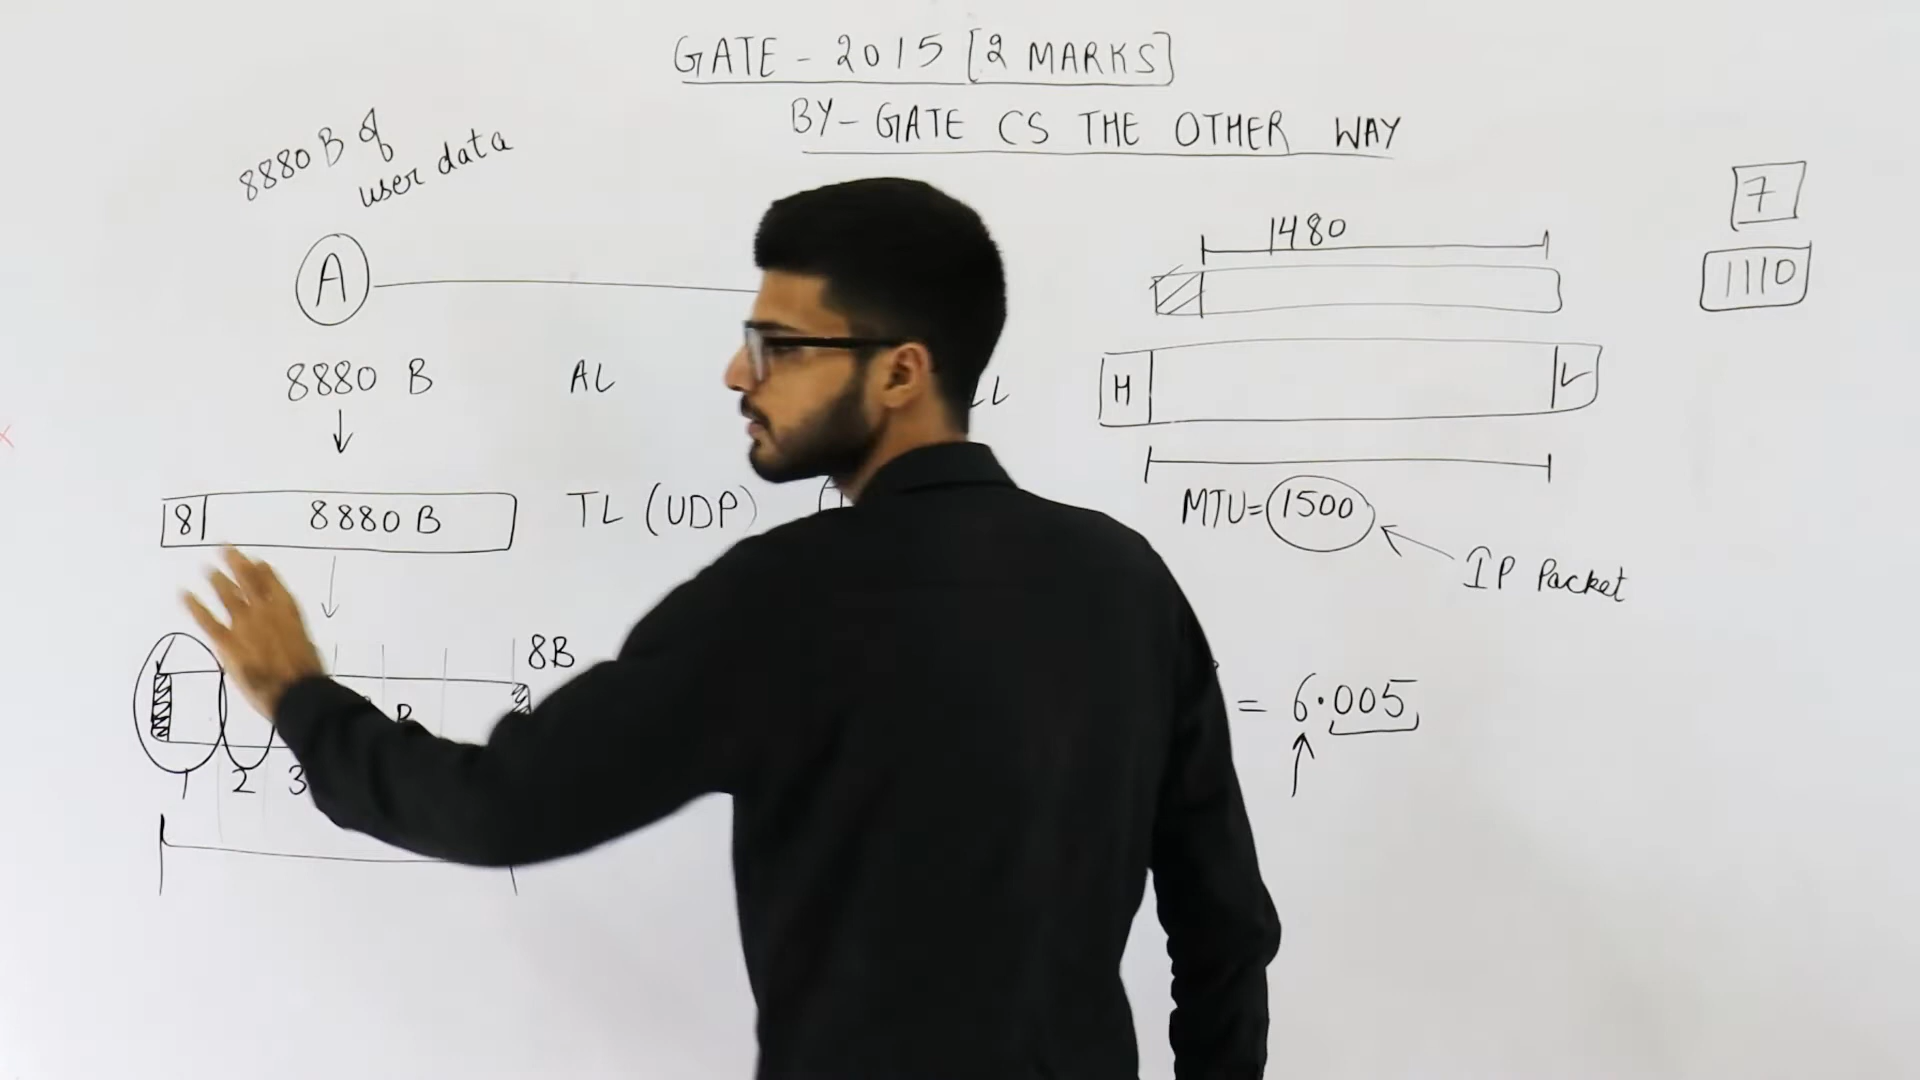 GATE - 2015 [2 MARKS]
BY- GATE CS THE OTHER WAY
8880 B of
user data
A
8880 B
AL
LL
8
8880 B
TL (UDP)
8B
1
2
3
1480
H
MTU= 1500
IP Packet
= 6.005
7
1110